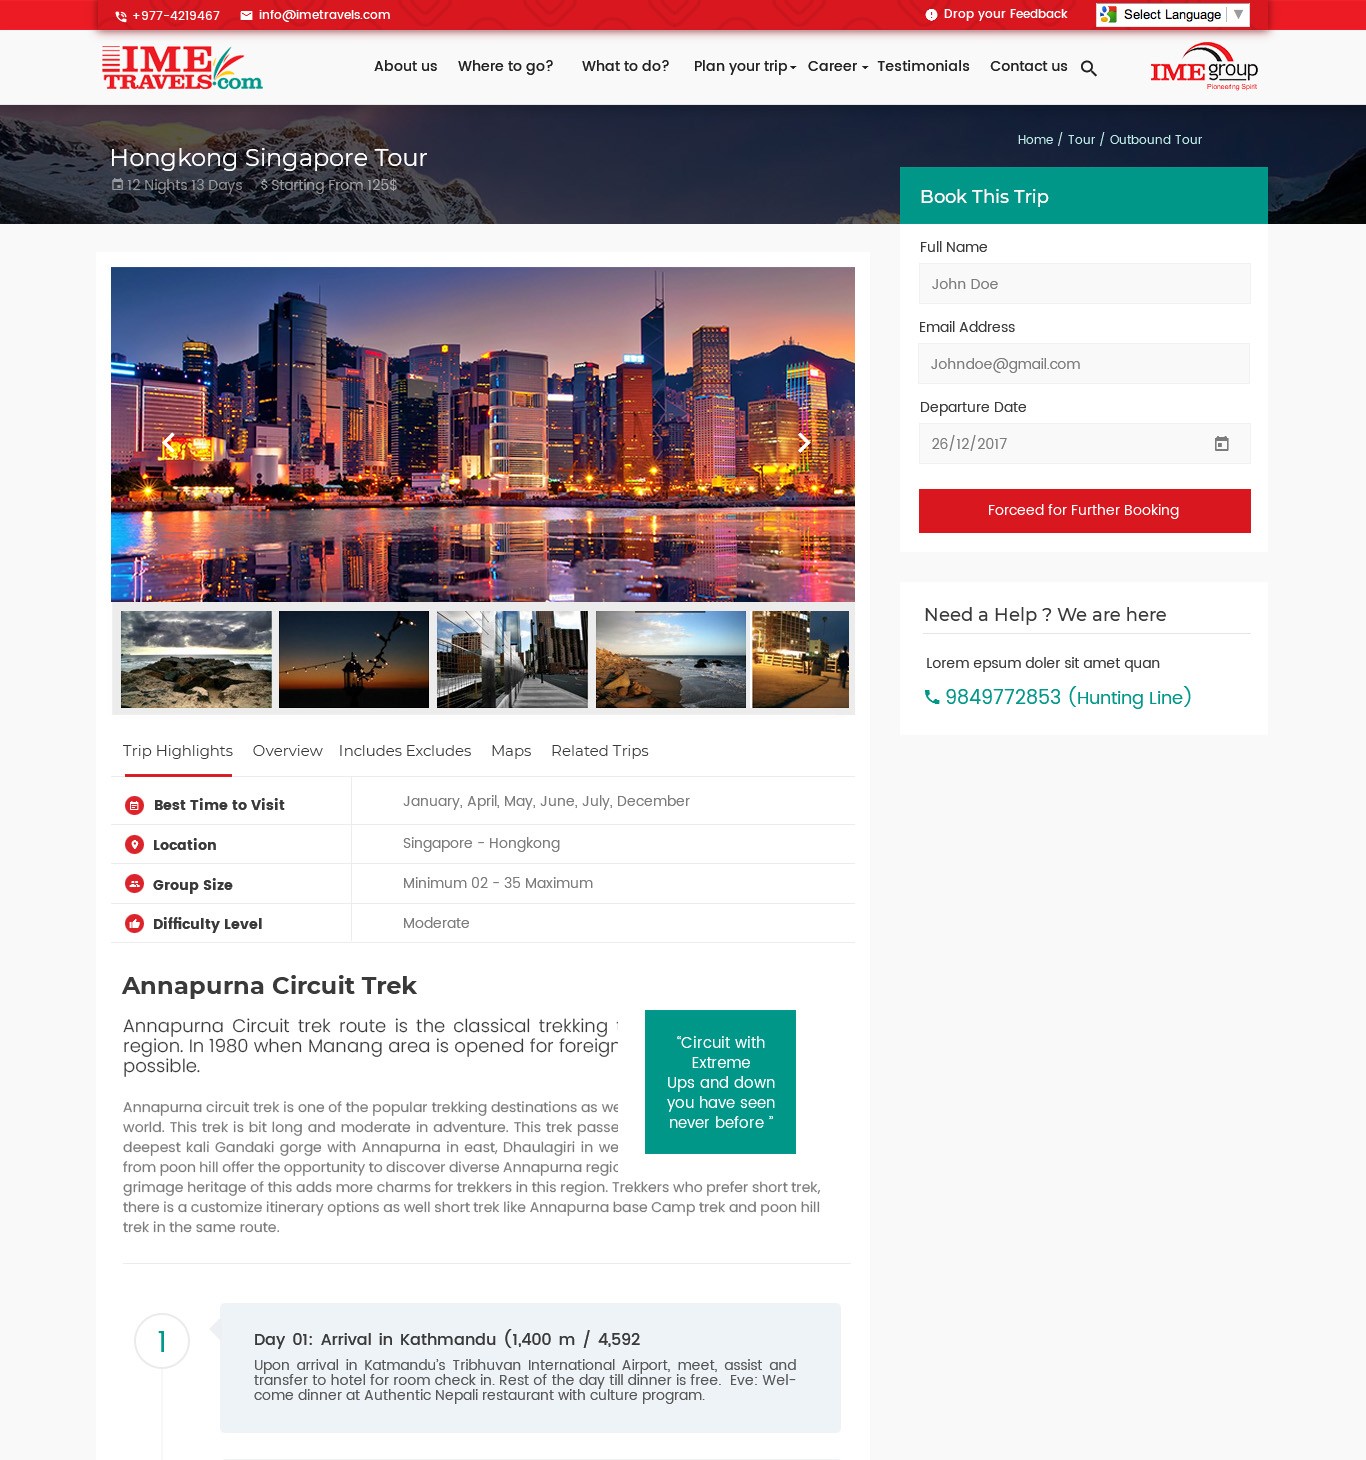 +977-4219467 info@imetravels.com Drop your Feedback Select Language
IME
TRAVELS.com
About us Where to go? What to do? Plan your trip Career Testimonials Contact us
IME group
Pioneering Spirit
Home / Tour / Outbound Tour
Hongkong Singapore Tour
12 Nights 13 Days $ Starting From 125$
Book This Trip
Full Name
John Doe
Email Address
Johndoe@gmail.com
Departure Date
26/12/2017
Forceed for Further Booking
Need a Help ? We are here
Lorem epsum doler sit amet quan
9849772853 (Hunting Line)
Trip Highlights Overview Includes Excludes Maps Related Trips
Best Time to Visit January, April, May, June, July, December
Location Singapore - Hongkong
Group Size Minimum 02 - 35 Maximum
Difficulty Level Moderate
Annapurna Circuit Trek
Annapurna Circuit trek route is the classical trekking
region. In 1980 when Manang area is opened for foreign
possible.
"Circuit with
Extreme
Ups and down
you have seen
never before "
Annapurna circuit trek is one of the popular trekking destinations as we
world. This trek is bit long and moderate in adventure. This trek passe
deepest kali Gandaki gorge with Annapurna in east, Dhaulagiri in we
from poon hill offer the opportunity to discover diverse Annapurna regio
grimage heritage of this adds more charms for trekkers in this region. Trekkers who prefer short trek,
there is a customize itinerary options as well short trek like Annapurna base Camp trek and poon hill
trek in the same route.
1
Day 01: Arrival in Kathmandu (1,400 m / 4,592
Upon arrival in Katmandu's Tribhuvan International Airport, meet, assist and
transfer to hotel for room check in. Rest of the day till dinner is free. Eve: Wel-
come dinner at Authentic Nepali restaurant with culture program.